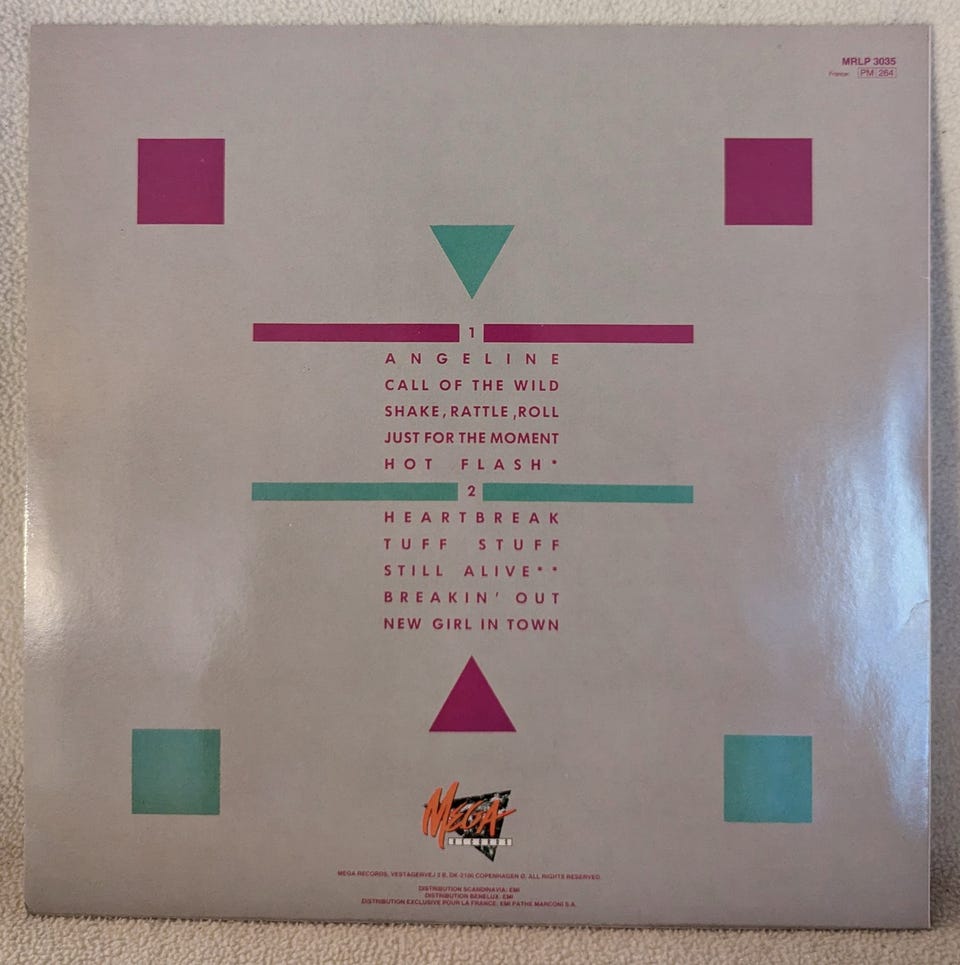 MRLP 3035
France: PM 264
1
ANGELINE
CALL OF THE WILD
SHAKE, RATTLE ,ROLL
JUST FOR THE MOMENT
HOT FLASH*
2
HEARTBREAK
TUFF STUFF
STILL ALIVE**
BREAKIN' OUT
NEW GIRL IN TOWN
MEGA
RECORDS
MEGA RECORDS, VESTAGERVEJ 3 B, DK-2100 COPENHAGEN Ø. ALL RIGHTS RESERVED.
DISTRIBUTION SCANDINAVIA: EMI
DISTRIBUTION BENELUX: EMI
DISTRIBUTION EXCLUSIVE POUR LA FRANCE: EMI PATHE MARCONI S.A.